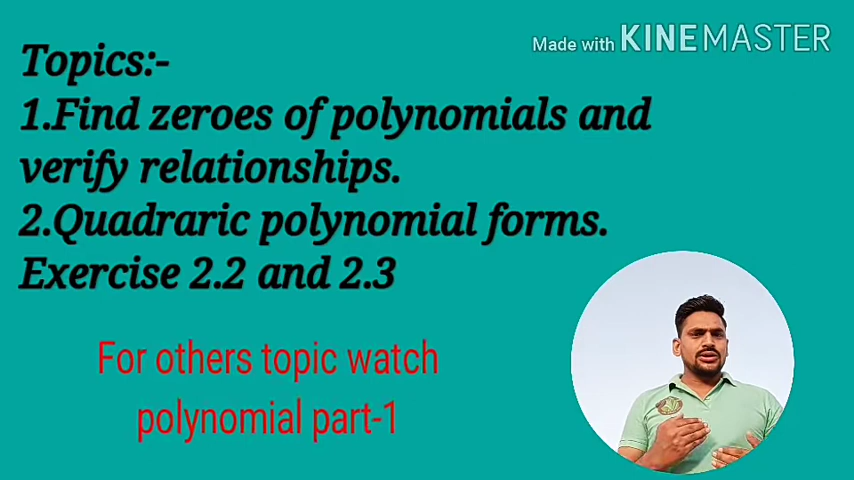 Made with KINEMASTER
Topics:-
1.Find zeroes of polynomials and
verify relationships.
2.Quadraric polynomial forms.
Exercise 2.2 and 2.3
For others topic watch
polynomial part-1